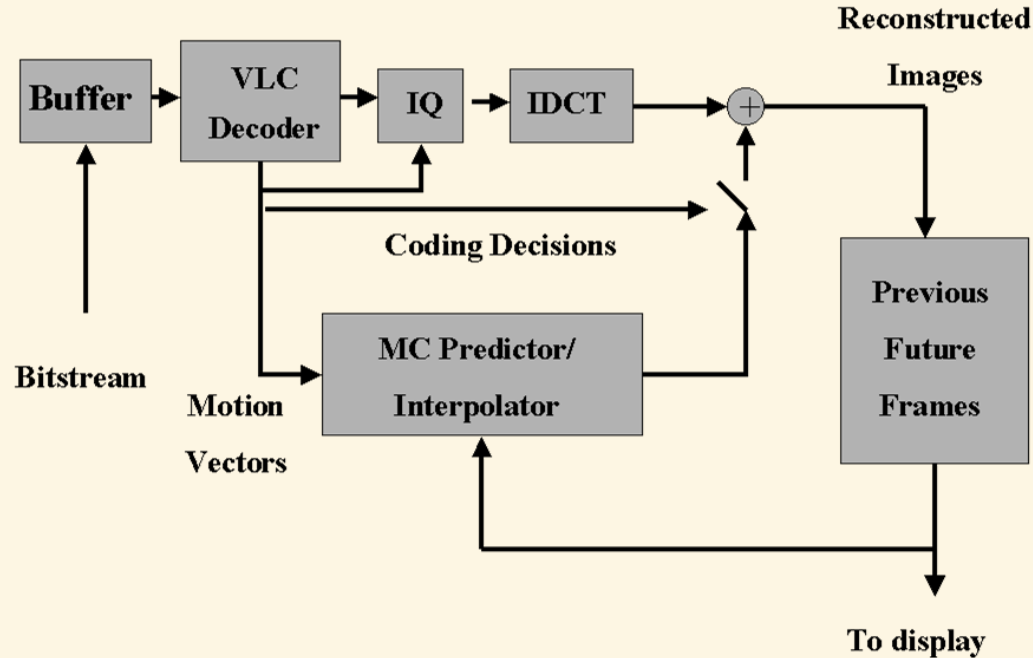 Reconstructed
Images
Buffer
VLC
Decoder
IQ
IDCT
+
Coding Decisions
Bitstream
Motion
Vectors
MC Predictor/
Interpolator
Previous
Future
Frames
To display